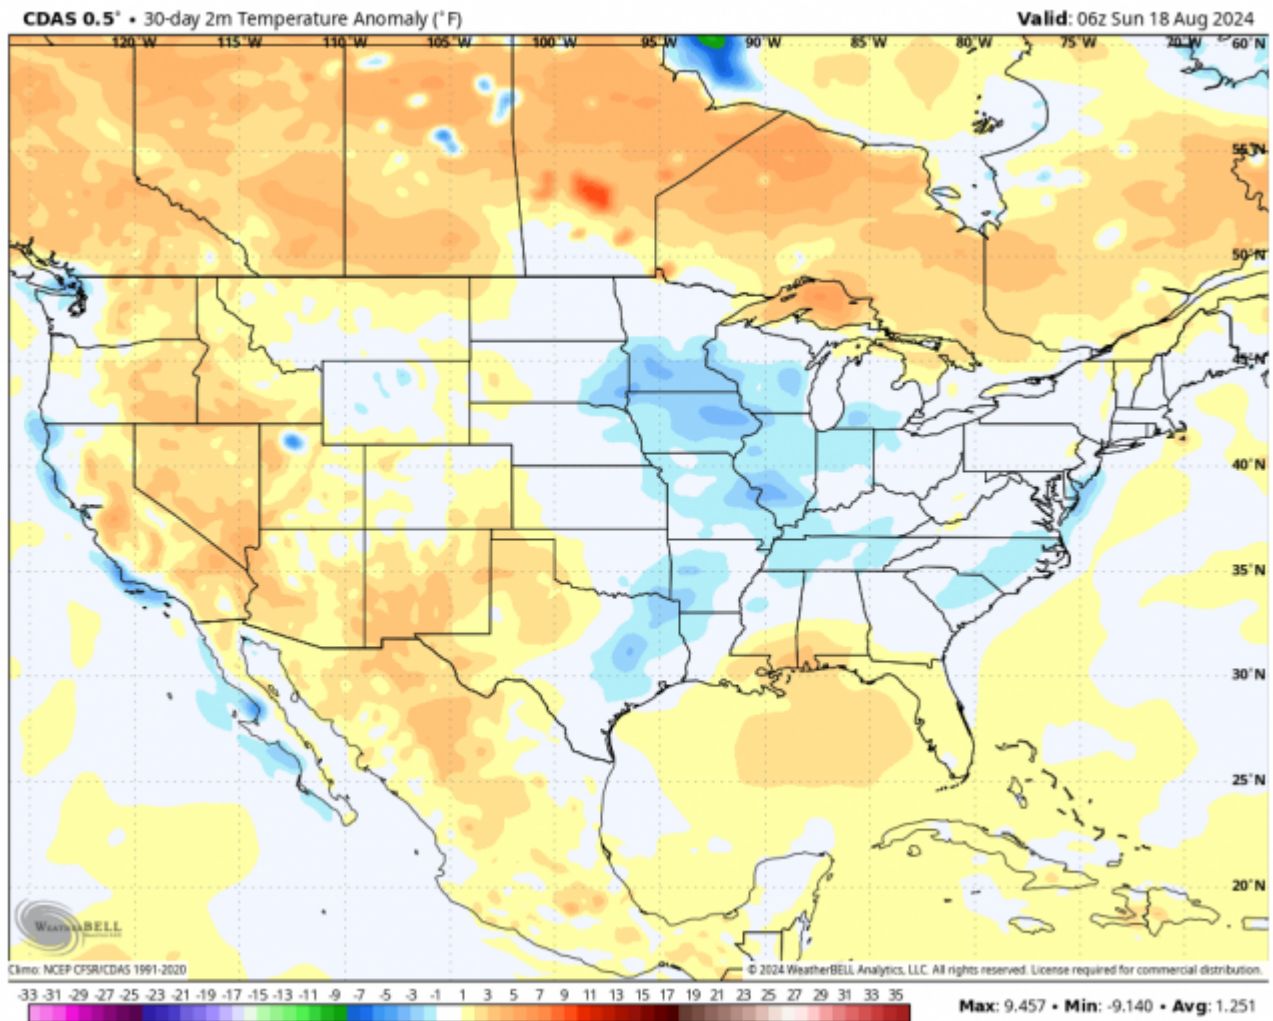 CDAS 0.5° • 30-day 2m Temperature Anomaly (°F) Valid: 06z Sun 18 Aug 2024
120°W 115°W 110°W 105°W 100°W 95°W 90°W 85°W 80°W 75°W 70°W 60°N
55°N
50°N
45°N
40°N
35°N
30°N
25°N
20°N
WEATHERBELL
Climo: NCEP CFSR/CDAS 1991-2020 © 2024 WeatherBELL Analytics, LLC. All rights reserved. License required for commercial distribution.
-33 -31 -29 -27 -25 -23 -21 -19 -17 -15 -13 -11 -9 -7 -5 -3 -1 1 3 5 7 9 11 13 15 17 19 21 23 25 27 29 31 33 35
Max: 9.457 • Min: -9.140 • Avg: 1.251